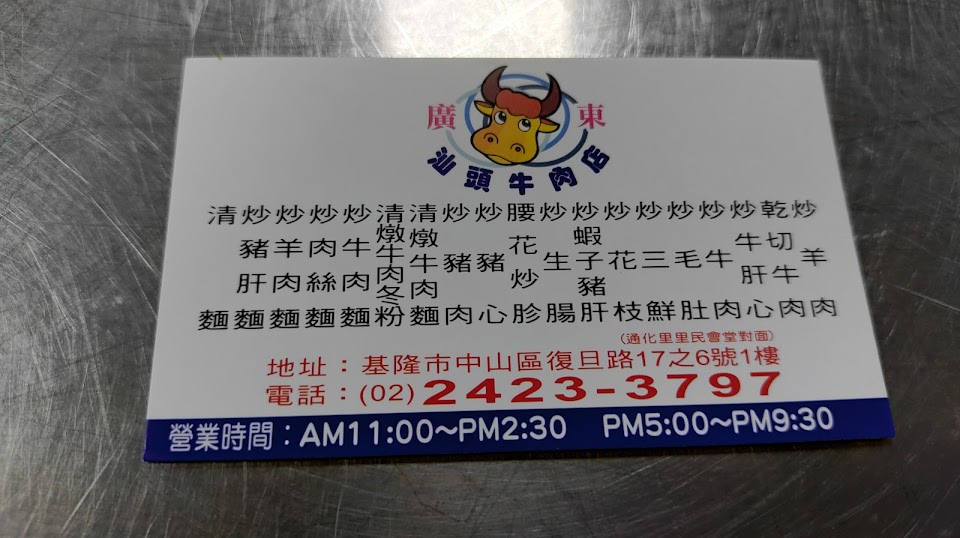 廣東
汕頭牛肉店
炒羊肉
乾切牛肉
炒牛肝心
炒牛肉
炒毛肚
炒三鮮
炒花枝
炒蝦子豬肝
炒生腸
腰花炒胗
炒豬心
炒豬肉
清燉牛肉麵
清燉牛肉冬粉
炒牛肉麵
炒肉絲麵
炒羊肉麵
炒豬肝麵
清麵
(通化里里民會堂對面)
地址：基隆市中山區復旦路17之6號1樓
電話：(02)2423-3797
營業時間：AM11:00～PM2:30 PM5:00～PM9:30